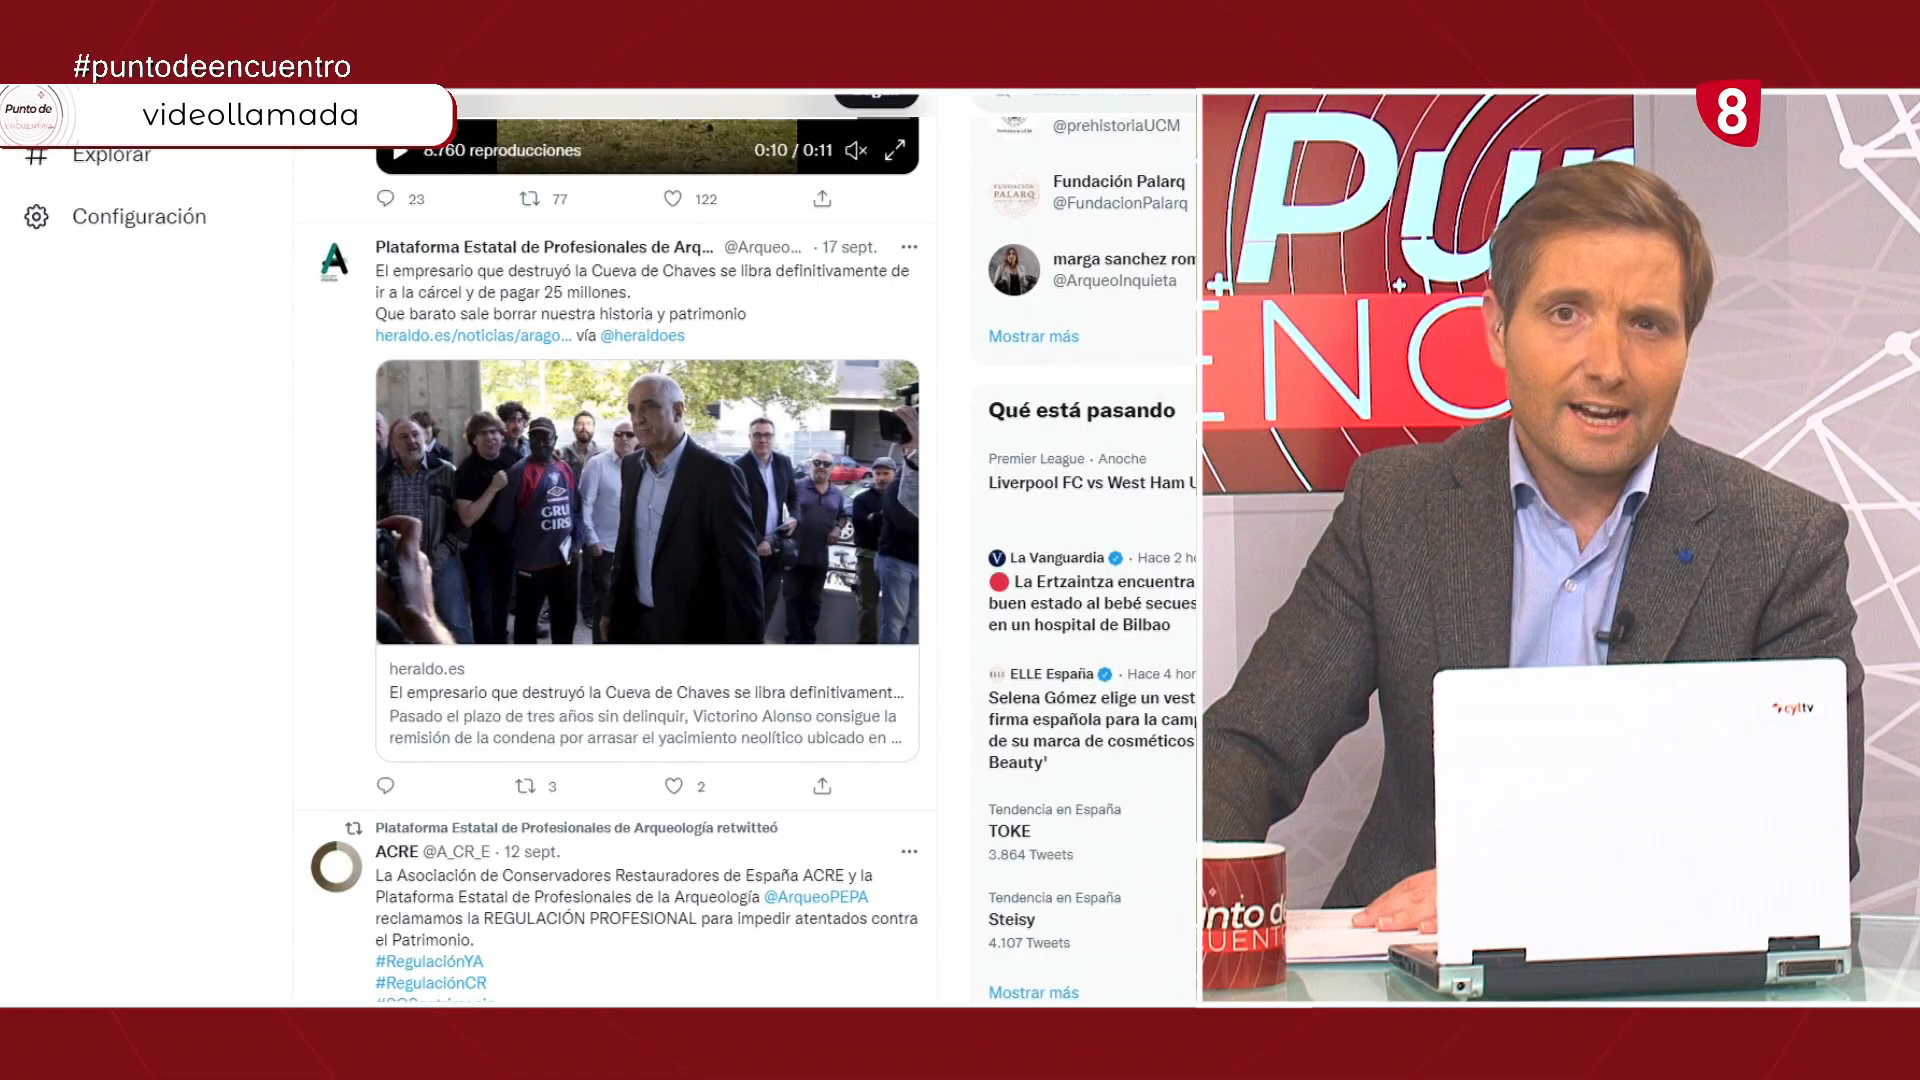 #puntodeencuentro
Punto de
ENCUENTRO
videollamada
8
Explorar
Configuración
8.760 reproducciones
0:10 / 0:11
23
77
122
Plataforma Estatal de Profesionales de Arq... @Arqueo... · 17 sept.
El empresario que destruyó la Cueva de Chaves se libra definitivamente de
ir a la cárcel y de pagar 25 millones.
Que barato sale borrar nuestra historia y patrimonio
heraldo.es/noticias/arago... vía @heraldoes
heraldo.es
El empresario que destruyó la Cueva de Chaves se libra definitivament...
Pasado el plazo de tres años sin delinquir, Victorino Alonso consigue la
remisión de la condena por arrasar el yacimiento neolítico ubicado en ...
3
2
Plataforma Estatal de Profesionales de Arqueología retwitteó
ACRE @A_CR_E · 12 sept.
La Asociación de Conservadores Restauradores de España ACRE y la
Plataforma Estatal de Profesionales de la Arqueología @ArqueoPEPA
reclamamos la REGULACIÓN PROFESIONAL para impedir atentados contra
el Patrimonio.
#RegulaciónYA
#RegulaciónCR
@prehistoriaUCM
FUNDACIÓN
PALARQ
Fundación Palarq
@FundacionPalarq
marga sanchez rom
@ArqueoInquieta
Mostrar más
Qué está pasando
Premier League · Anoche
Liverpool FC vs West Ham U
La Vanguardia · Hace 2 ho
La Ertzaintza encuentra
buen estado al bebé secues
en un hospital de Bilbao
ELLE España · Hace 4 hor
Selena Gómez elige un vest
firma española para la camp
de su marca de cosméticos
Beauty'
Tendencia en España
TOKE
3.864 Tweets
Tendencia en España
Steisy
4.107 Tweets
Mostrar más
Pun
ENC
cyltv
unto de
CUENT